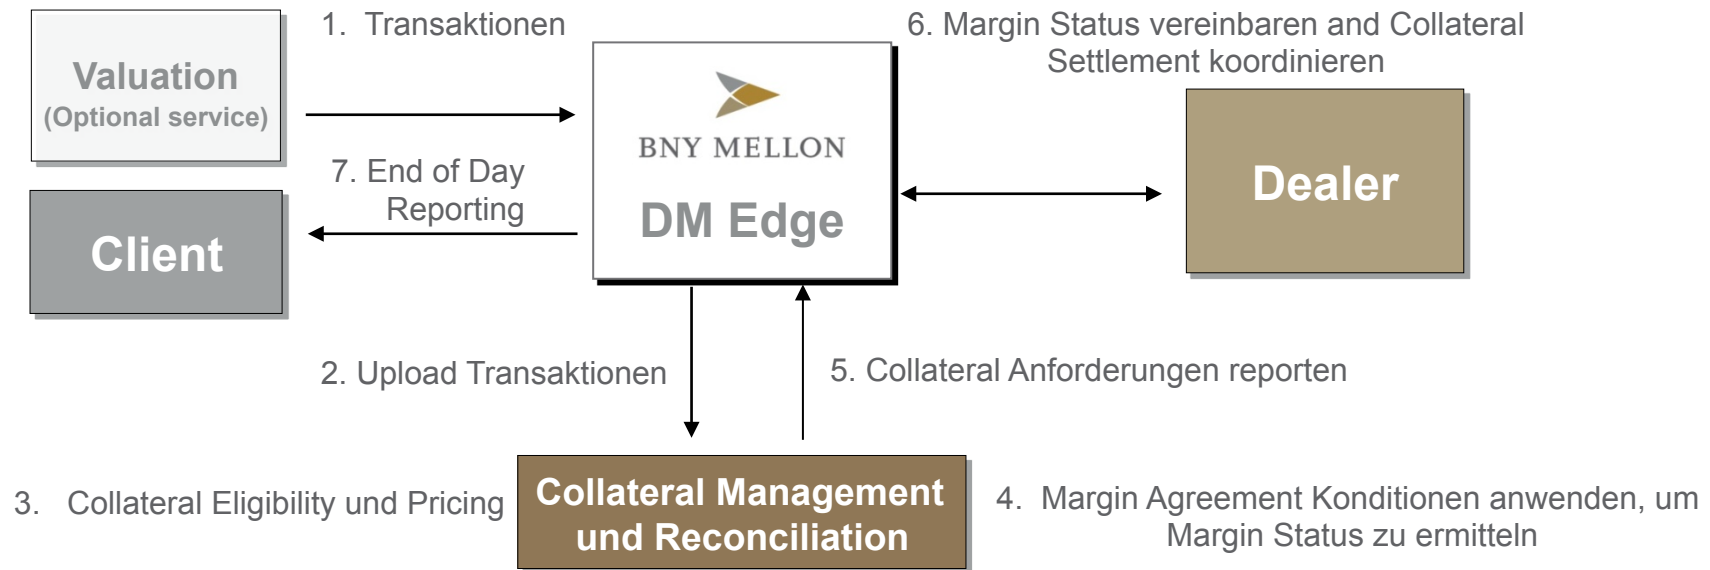 1. Transaktionen
6. Margin Status vereinbaren and Collateral
Settlement koordinieren
Valuation
(Optional service)
BNY MELLON
DM Edge
Dealer
7. End of Day
Reporting
Client
2. Upload Transaktionen
5. Collateral Anforderungen reporten
3. Collateral Eligibility und Pricing
Collateral Management
und Reconciliation
4. Margin Agreement Konditionen anwenden, um
Margin Status zu ermitteln